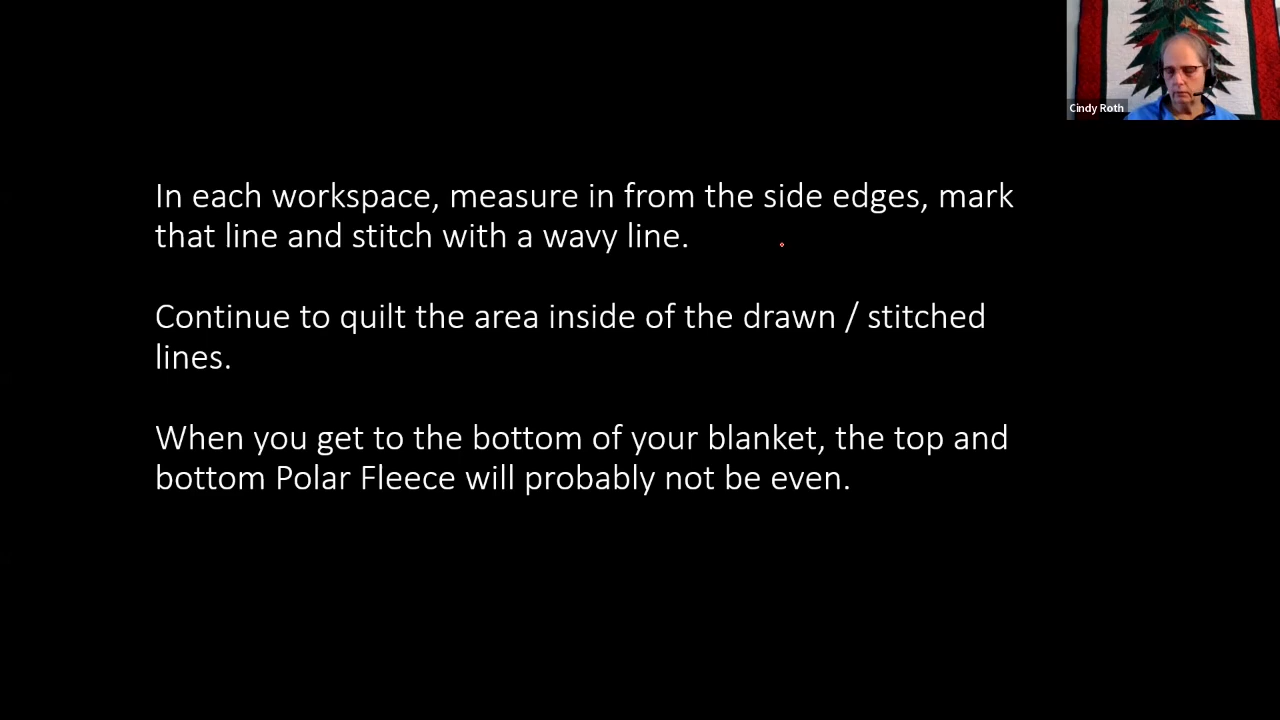 Cindy Roth
In each workspace, measure in from the side edges, mark
that line and stitch with a wavy line.
Continue to quilt the area inside of the drawn / stitched
lines.
When you get to the bottom of your blanket, the top and
bottom Polar Fleece will probably not be even.